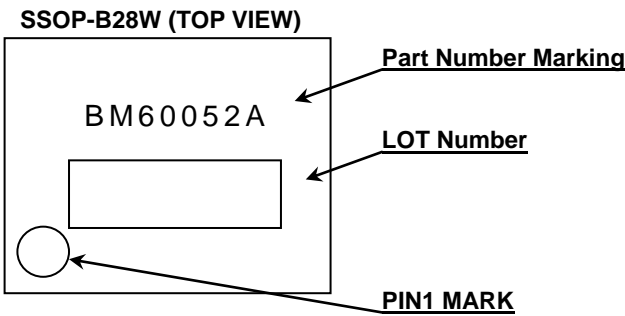 SSOP-B28W (TOP VIEW)
Part Number Marking
BM60052A
LOT Number
PIN1 MARK